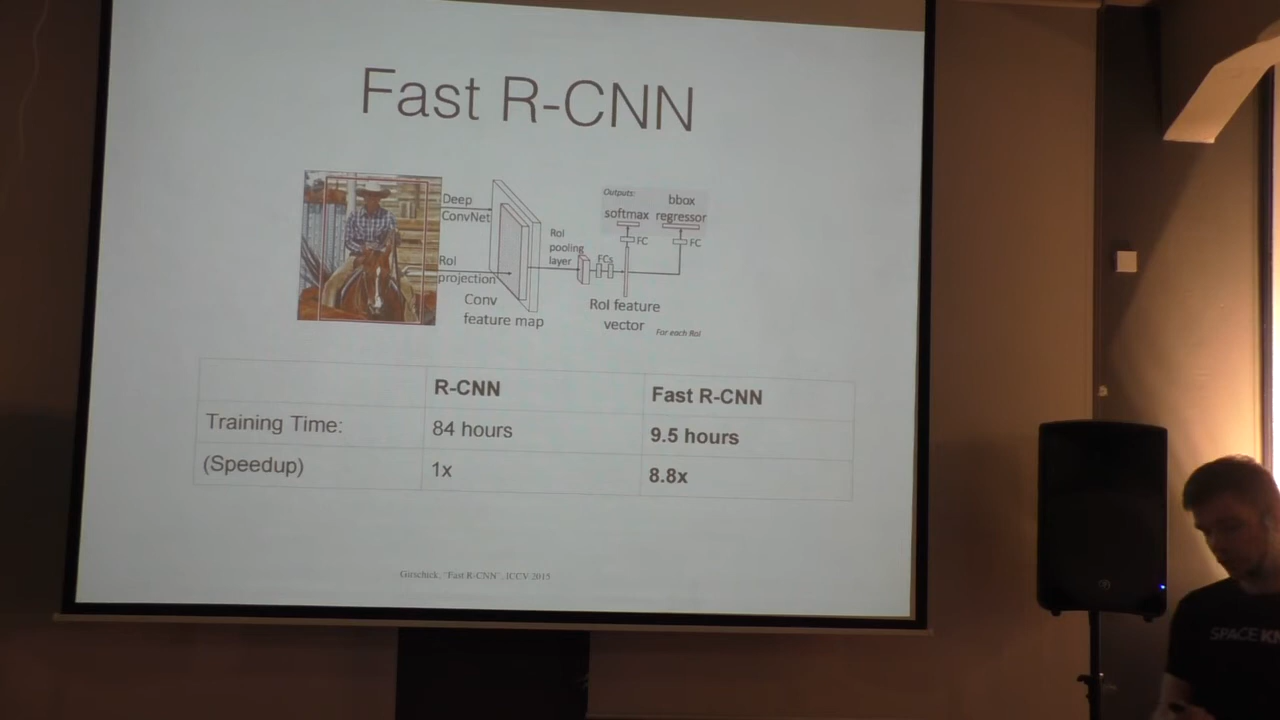 Fast R-CNN
Deep
ConvNet
RoI
projection
Conv
feature map
RoI
pooling
layer
FCs
Outputs:
softmax
bbox
regressor
FC
FC
RoI feature
vector
For each RoI
R-CNN Fast R-CNN
Training Time: 84 hours 9.5 hours
(Speedup) 1x 8.8x
Girschick, "Fast R-CNN", ICCV 2015
SPACE